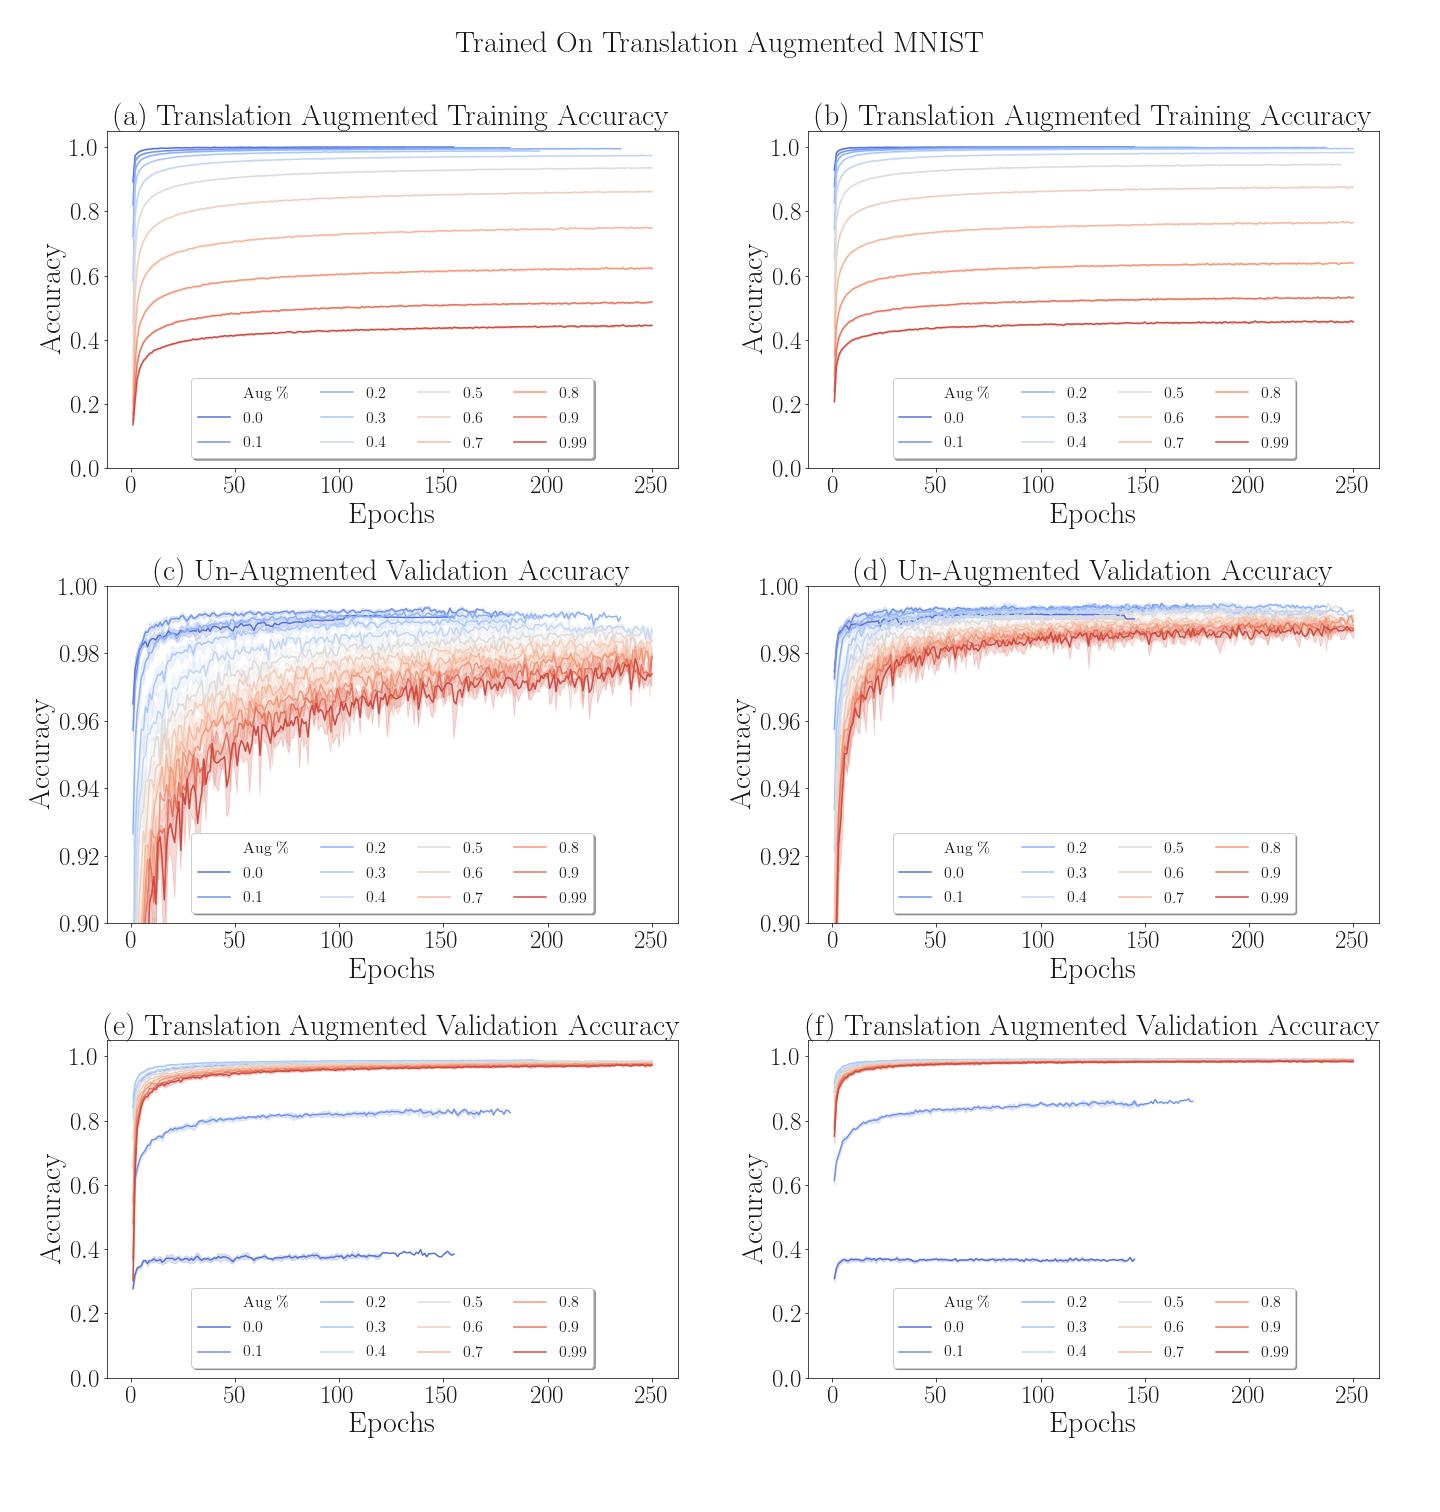 Trained On Translation Augmented MNIST
(a) Translation Augmented Training Accuracy
1.0
0.8
0.6
0.4
0.2
0.0
Accuracy
0 50 100 150 200 250
Epochs
Aug % 0.2 0.5 0.8
0.0 0.3 0.6 0.9
0.1 0.4 0.7 0.99
(b) Translation Augmented Training Accuracy
1.0
0.8
0.6
0.4
0.2
0.0
Accuracy
0 50 100 150 200 250
Epochs
Aug % 0.2 0.5 0.8
0.0 0.3 0.6 0.9
0.1 0.4 0.7 0.99
(c) Un-Augmented Validation Accuracy
1.00
0.98
0.96
0.94
0.92
0.90
Accuracy
0 50 100 150 200 250
Epochs
Aug % 0.2 0.5 0.8
0.0 0.3 0.6 0.9
0.1 0.4 0.7 0.99
(d) Un-Augmented Validation Accuracy
1.00
0.98
0.96
0.94
0.92
0.90
Accuracy
0 50 100 150 200 250
Epochs
Aug % 0.2 0.5 0.8
0.0 0.3 0.6 0.9
0.1 0.4 0.7 0.99
(e) Translation Augmented Validation Accuracy
1.0
0.8
0.6
0.4
0.2
0.0
Accuracy
0 50 100 150 200 250
Epochs
Aug % 0.2 0.5 0.8
0.0 0.3 0.6 0.9
0.1 0.4 0.7 0.99
(f) Translation Augmented Validation Accuracy
1.0
0.8
0.6
0.4
0.2
0.0
Accuracy
0 50 100 150 200 250
Epochs
Aug % 0.2 0.5 0.8
0.0 0.3 0.6 0.9
0.1 0.4 0.7 0.99